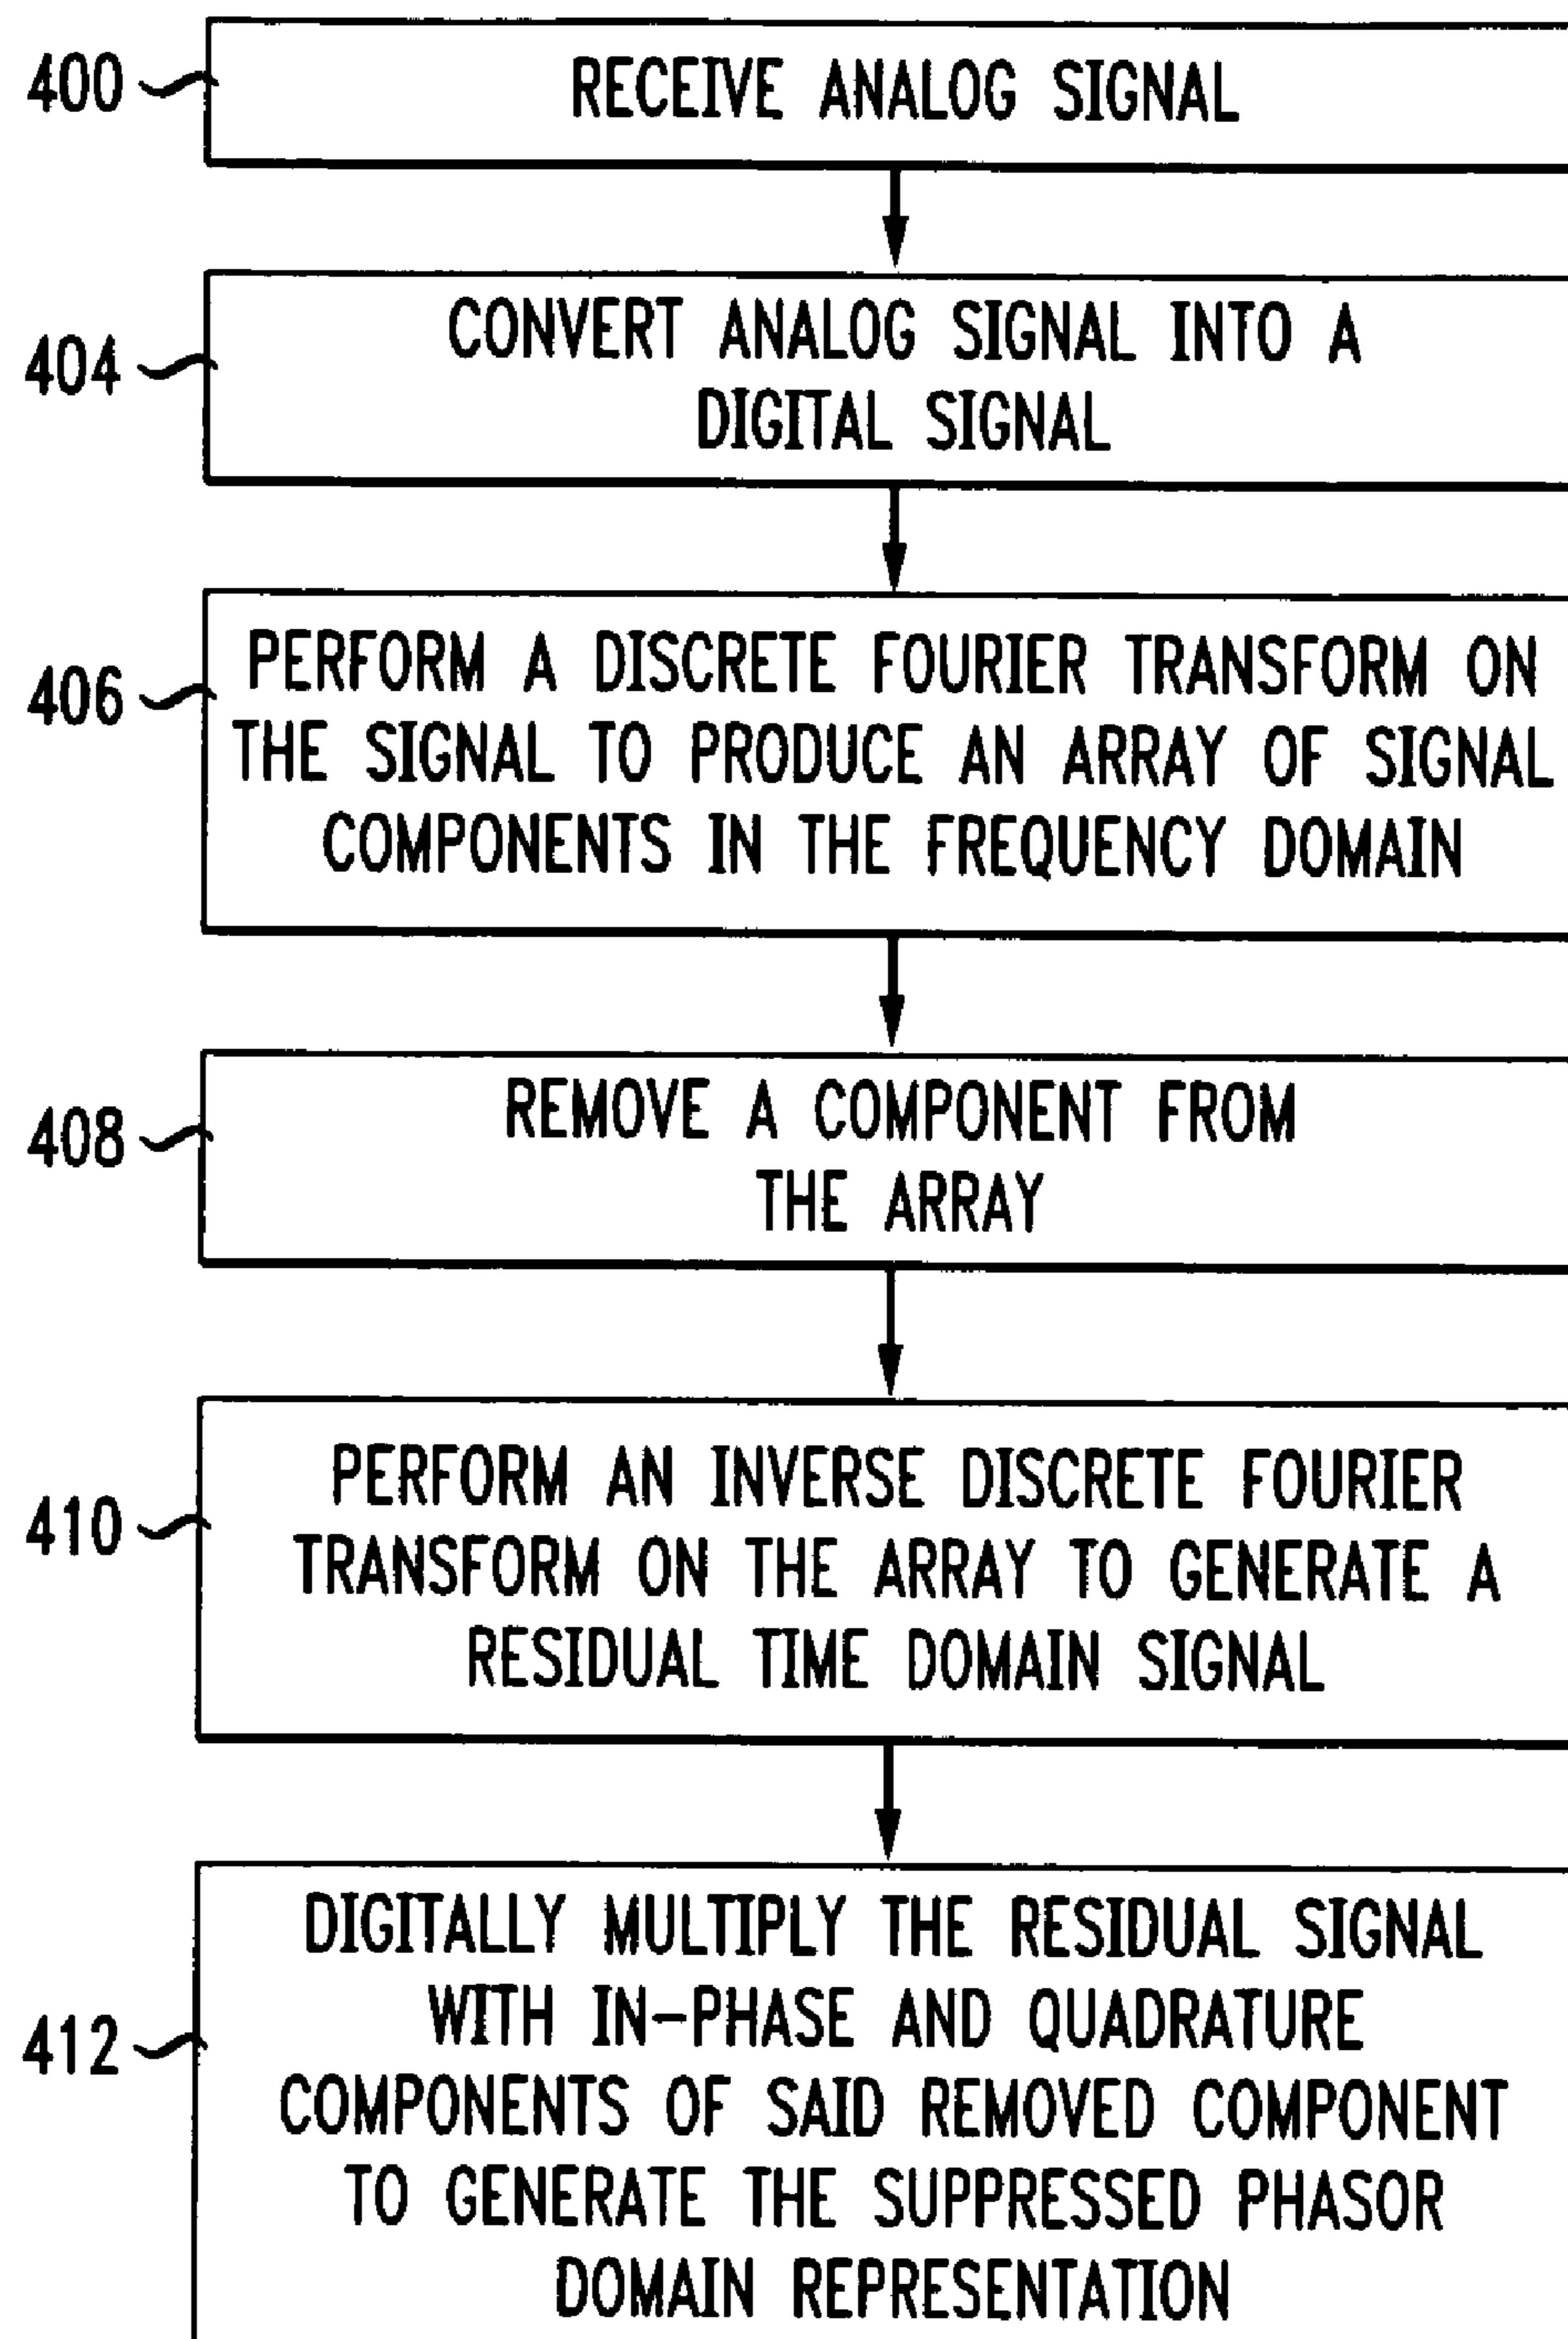 400
RECEIVE ANALOG SIGNAL
404
CONVERT ANALOG SIGNAL INTO A
DIGITAL SIGNAL
406
PERFORM A DISCRETE FOURIER TRANSFORM ON
THE SIGNAL TO PRODUCE AN ARRAY OF SIGNAL
COMPONENTS IN THE FREQUENCY DOMAIN
408
REMOVE A COMPONENT FROM
THE ARRAY
410
PERFORM AN INVERSE DISCRETE FOURIER
TRANSFORM ON THE ARRAY TO GENERATE A
RESIDUAL TIME DOMAIN SIGNAL
412
DIGITALLY MULTIPLY THE RESIDUAL SIGNAL
WITH IN-PHASE AND QUADRATURE
COMPONENTS OF SAID REMOVED COMPONENT
TO GENERATE THE SUPPRESSED PHASOR
DOMAIN REPRESENTATION